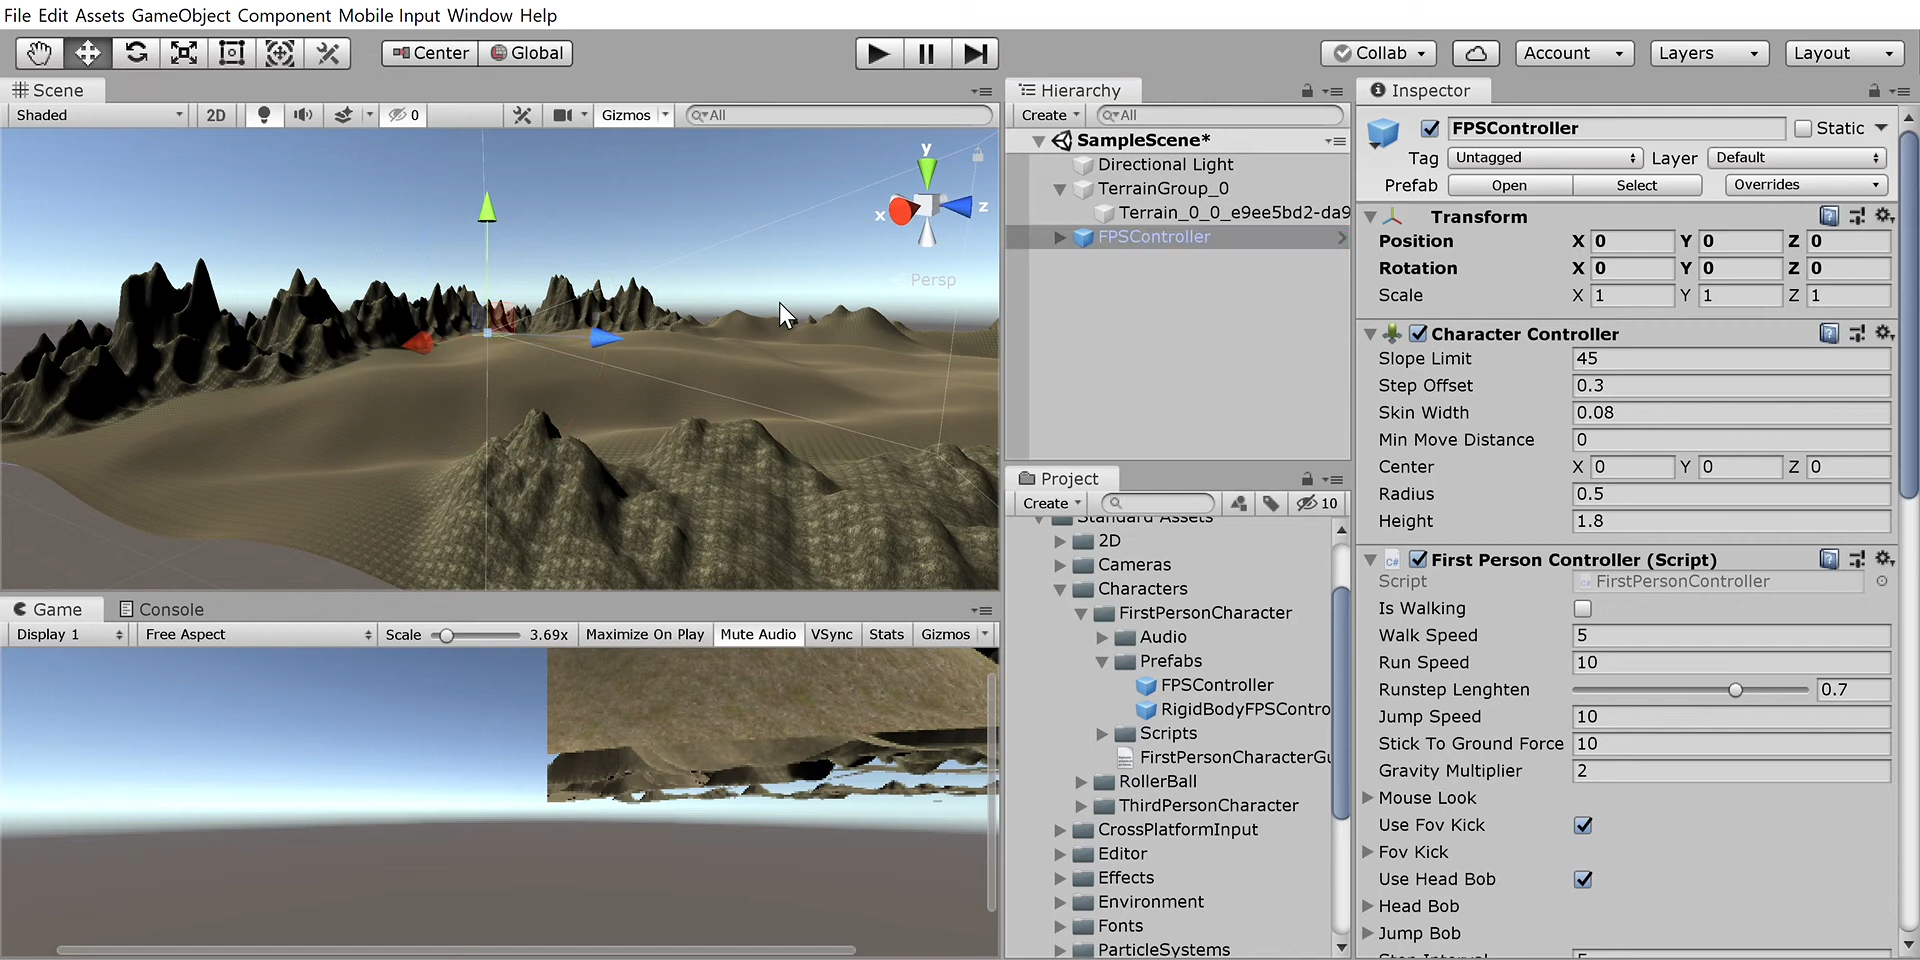 File Edit Assets GameObject Component Mobile Input Window Help
Center Global Collab Account Layers Layout
Scene
Shaded 2D 0 Gizmos All
y
x z
Persp
Game Console
Display 1 Free Aspect Scale 3.69x Maximize On Play Mute Audio VSync Stats Gizmos
Hierarchy
Create All
SampleScene*
Directional Light
TerrainGroup_0
Terrain_0_0_e9ee5bd2-da9
FPSController
Project
Create 10
Standard Assets
2D
Cameras
Characters
FirstPersonCharacter
Audio
Prefabs
FPSController
RigidBodyFPSContro
Scripts
FirstPersonCharacterGu
RollerBall
ThirdPersonCharacter
CrossPlatformInput
Editor
Effects
Environment
Fonts
ParticleSystems
Inspector
FPSController Static
Tag Untagged Layer Default
Prefab Open Select Overrides
Transform
Position X 0 Y 0 Z 0
Rotation X 0 Y 0 Z 0
Scale X 1 Y 1 Z 1
Character Controller
Slope Limit 45
Step Offset 0.3
Skin Width 0.08
Min Move Distance 0
Center X 0 Y 0 Z 0
Radius 0.5
Height 1.8
C# First Person Controller (Script)
Script FirstPersonController
Is Walking
Walk Speed 5
Run Speed 10
Runstep Lenghten 0.7
Jump Speed 10
Stick To Ground Force 10
Gravity Multiplier 2
Mouse Look
Use Fov Kick
Fov Kick
Use Head Bob
Head Bob
Jump Bob